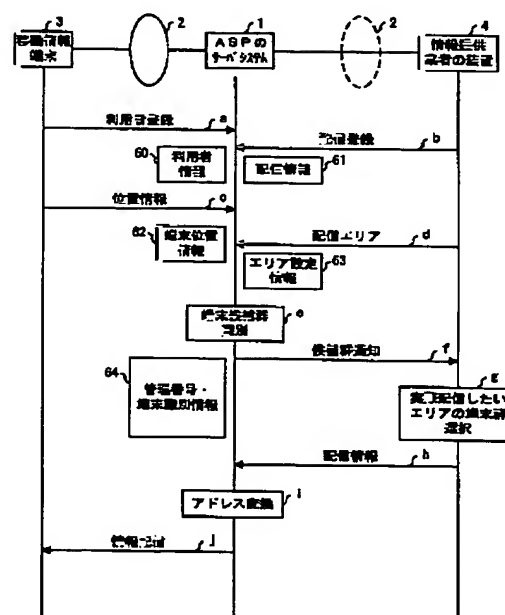 3
2
1
2
4
移動情報
端末
ASPの
サーバシステム
情報提供
業者の装置
利用者登録
a
配信登録
b
60
利用者
情報
配信情報
61
位置情報
c
62
端末位置
情報
配信エリア
d
エリア設定
情報
63
端末候補群
識別
e
候補群通知
f
64
管理番号・
端末識別情報
g
実際配信したい
エリアの端末群
選択
配信情報
h
アドレス変換
i
情報配信
j